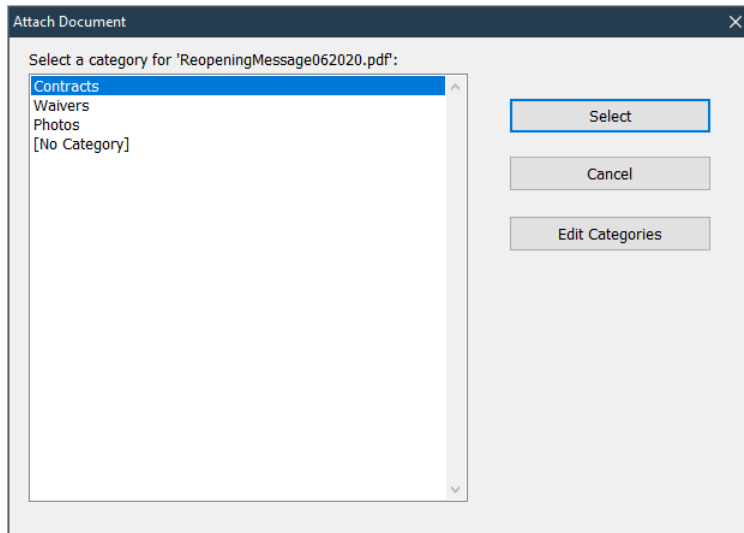 Attach Document
Select a category for 'ReopeningMessage062020.pdf':
Contracts
Waivers
Photos
[No Category]
Select
Cancel
Edit Categories